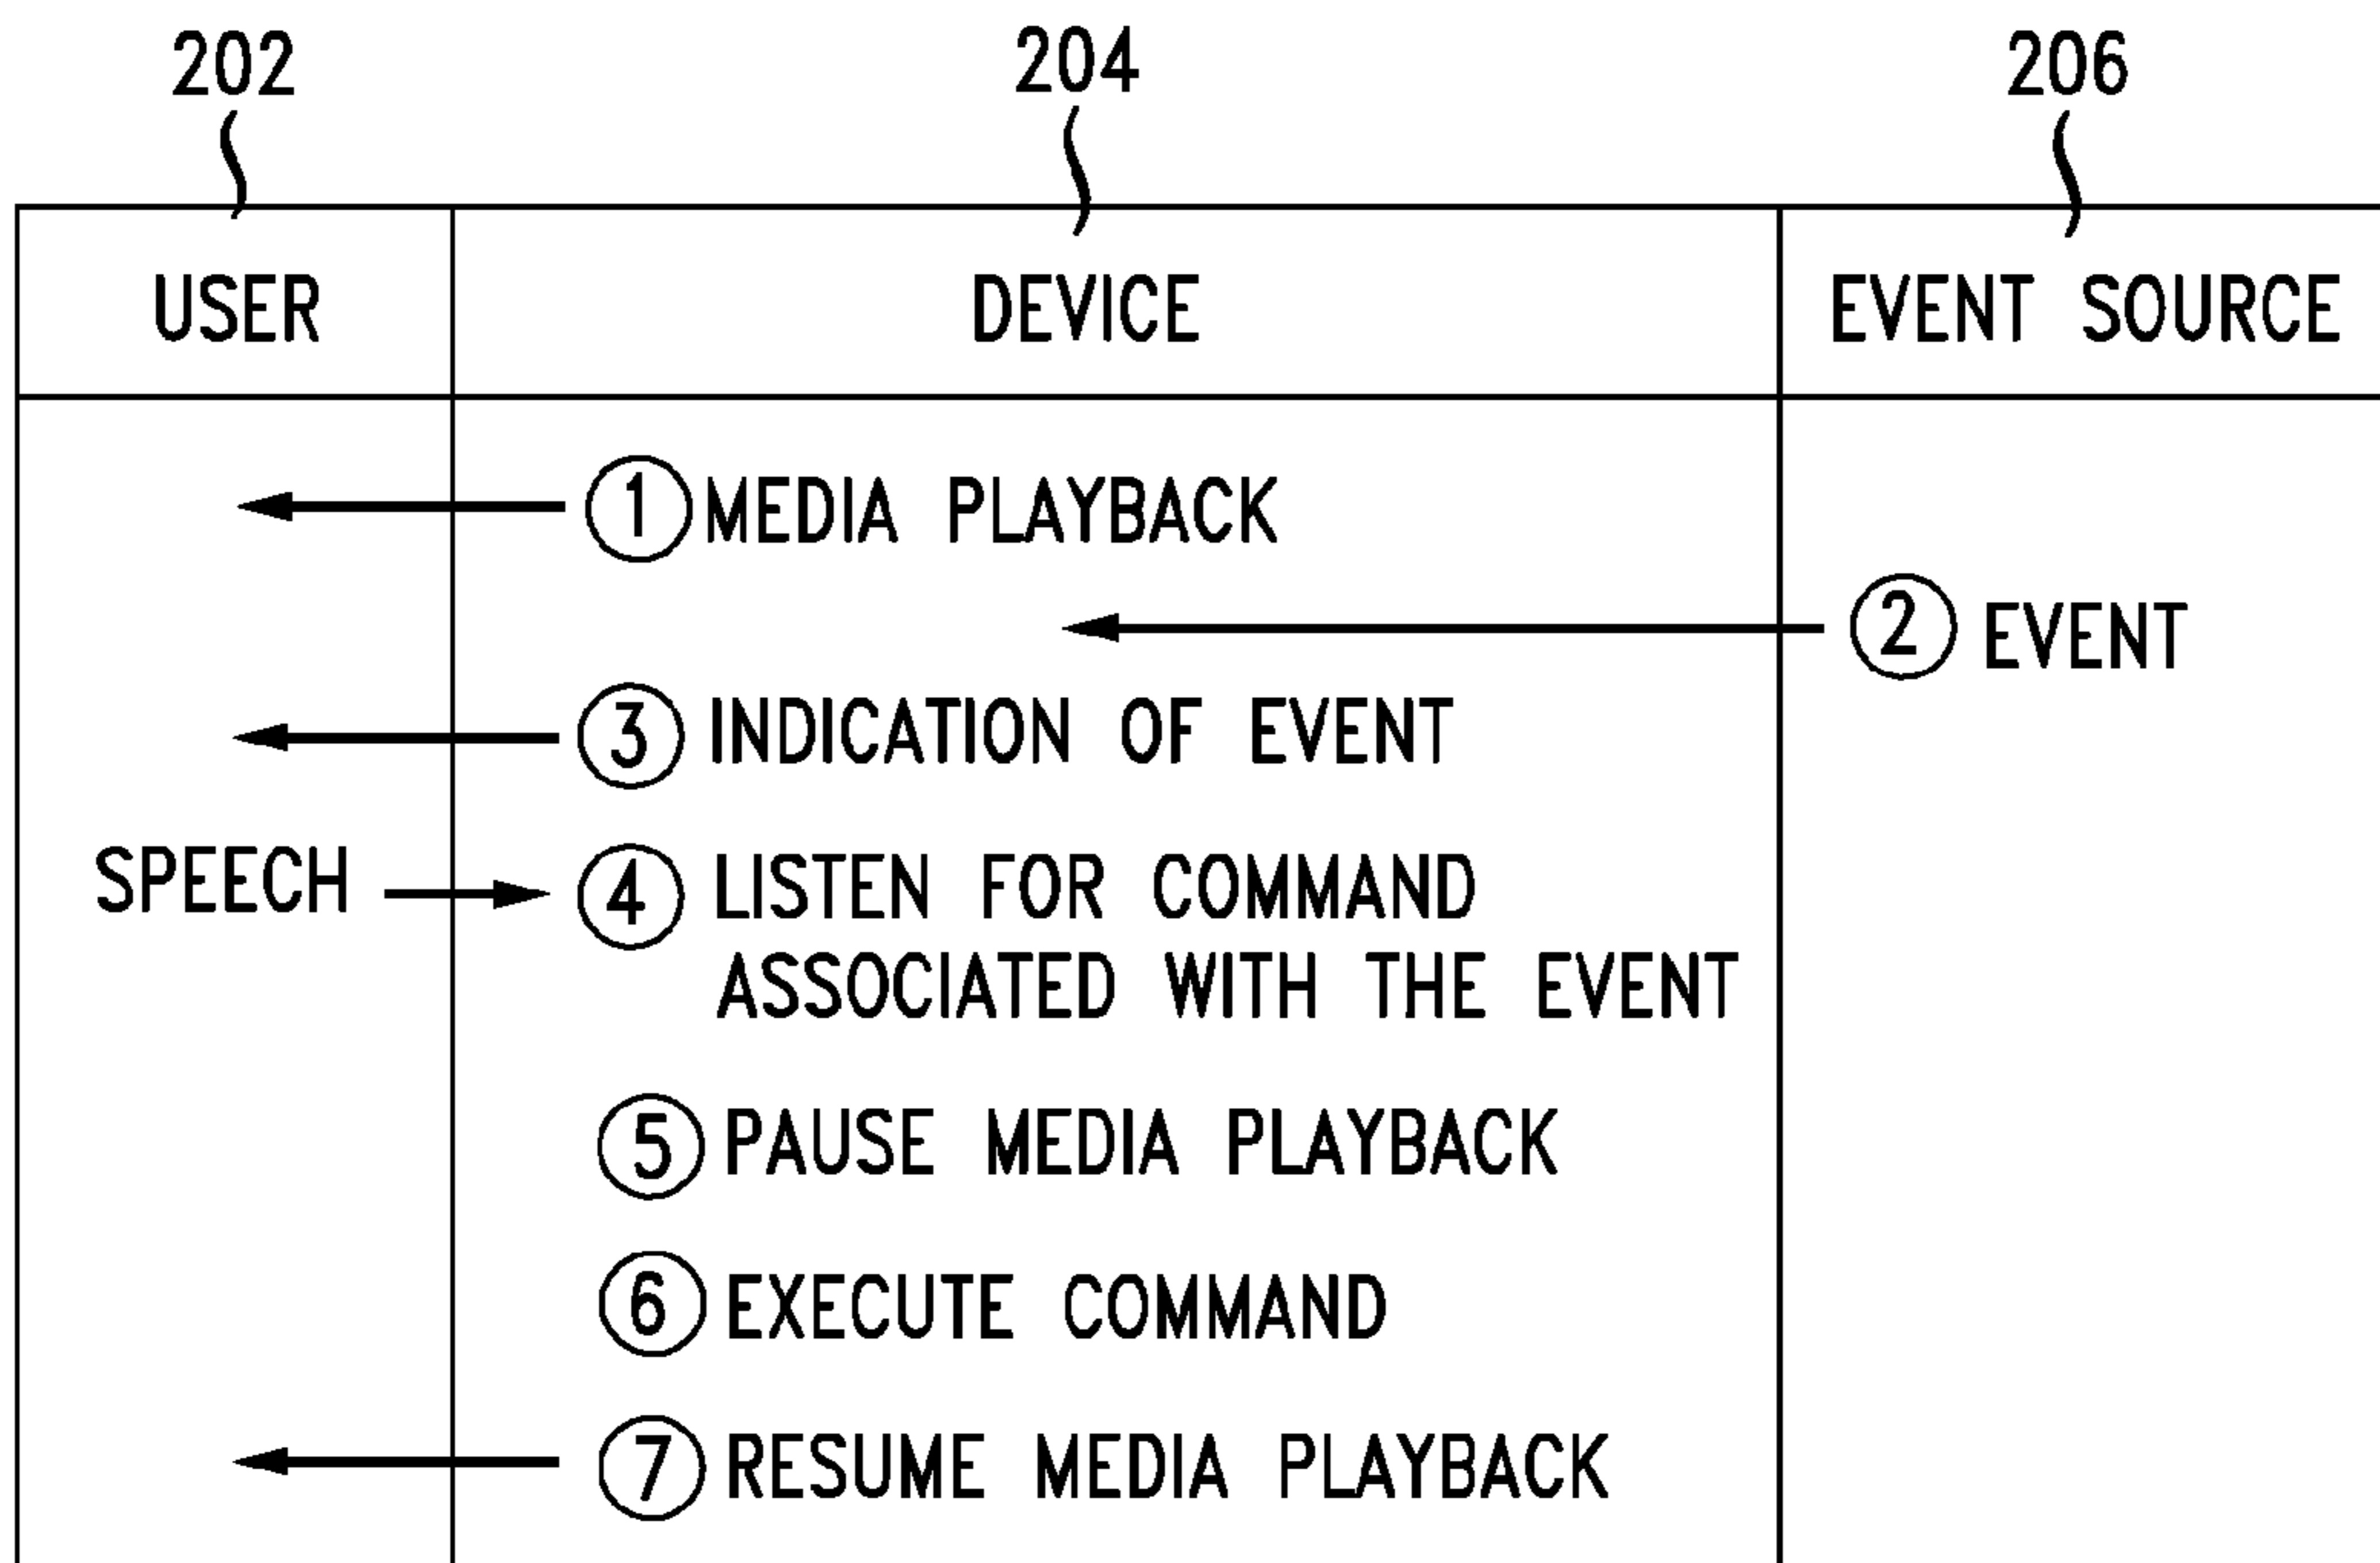 202 204 206
USER DEVICE EVENT SOURCE
1 MEDIA PLAYBACK
2 EVENT
3 INDICATION OF EVENT
SPEECH 4 LISTEN FOR COMMAND
ASSOCIATED WITH THE EVENT
5 PAUSE MEDIA PLAYBACK
6 EXECUTE COMMAND
7 RESUME MEDIA PLAYBACK